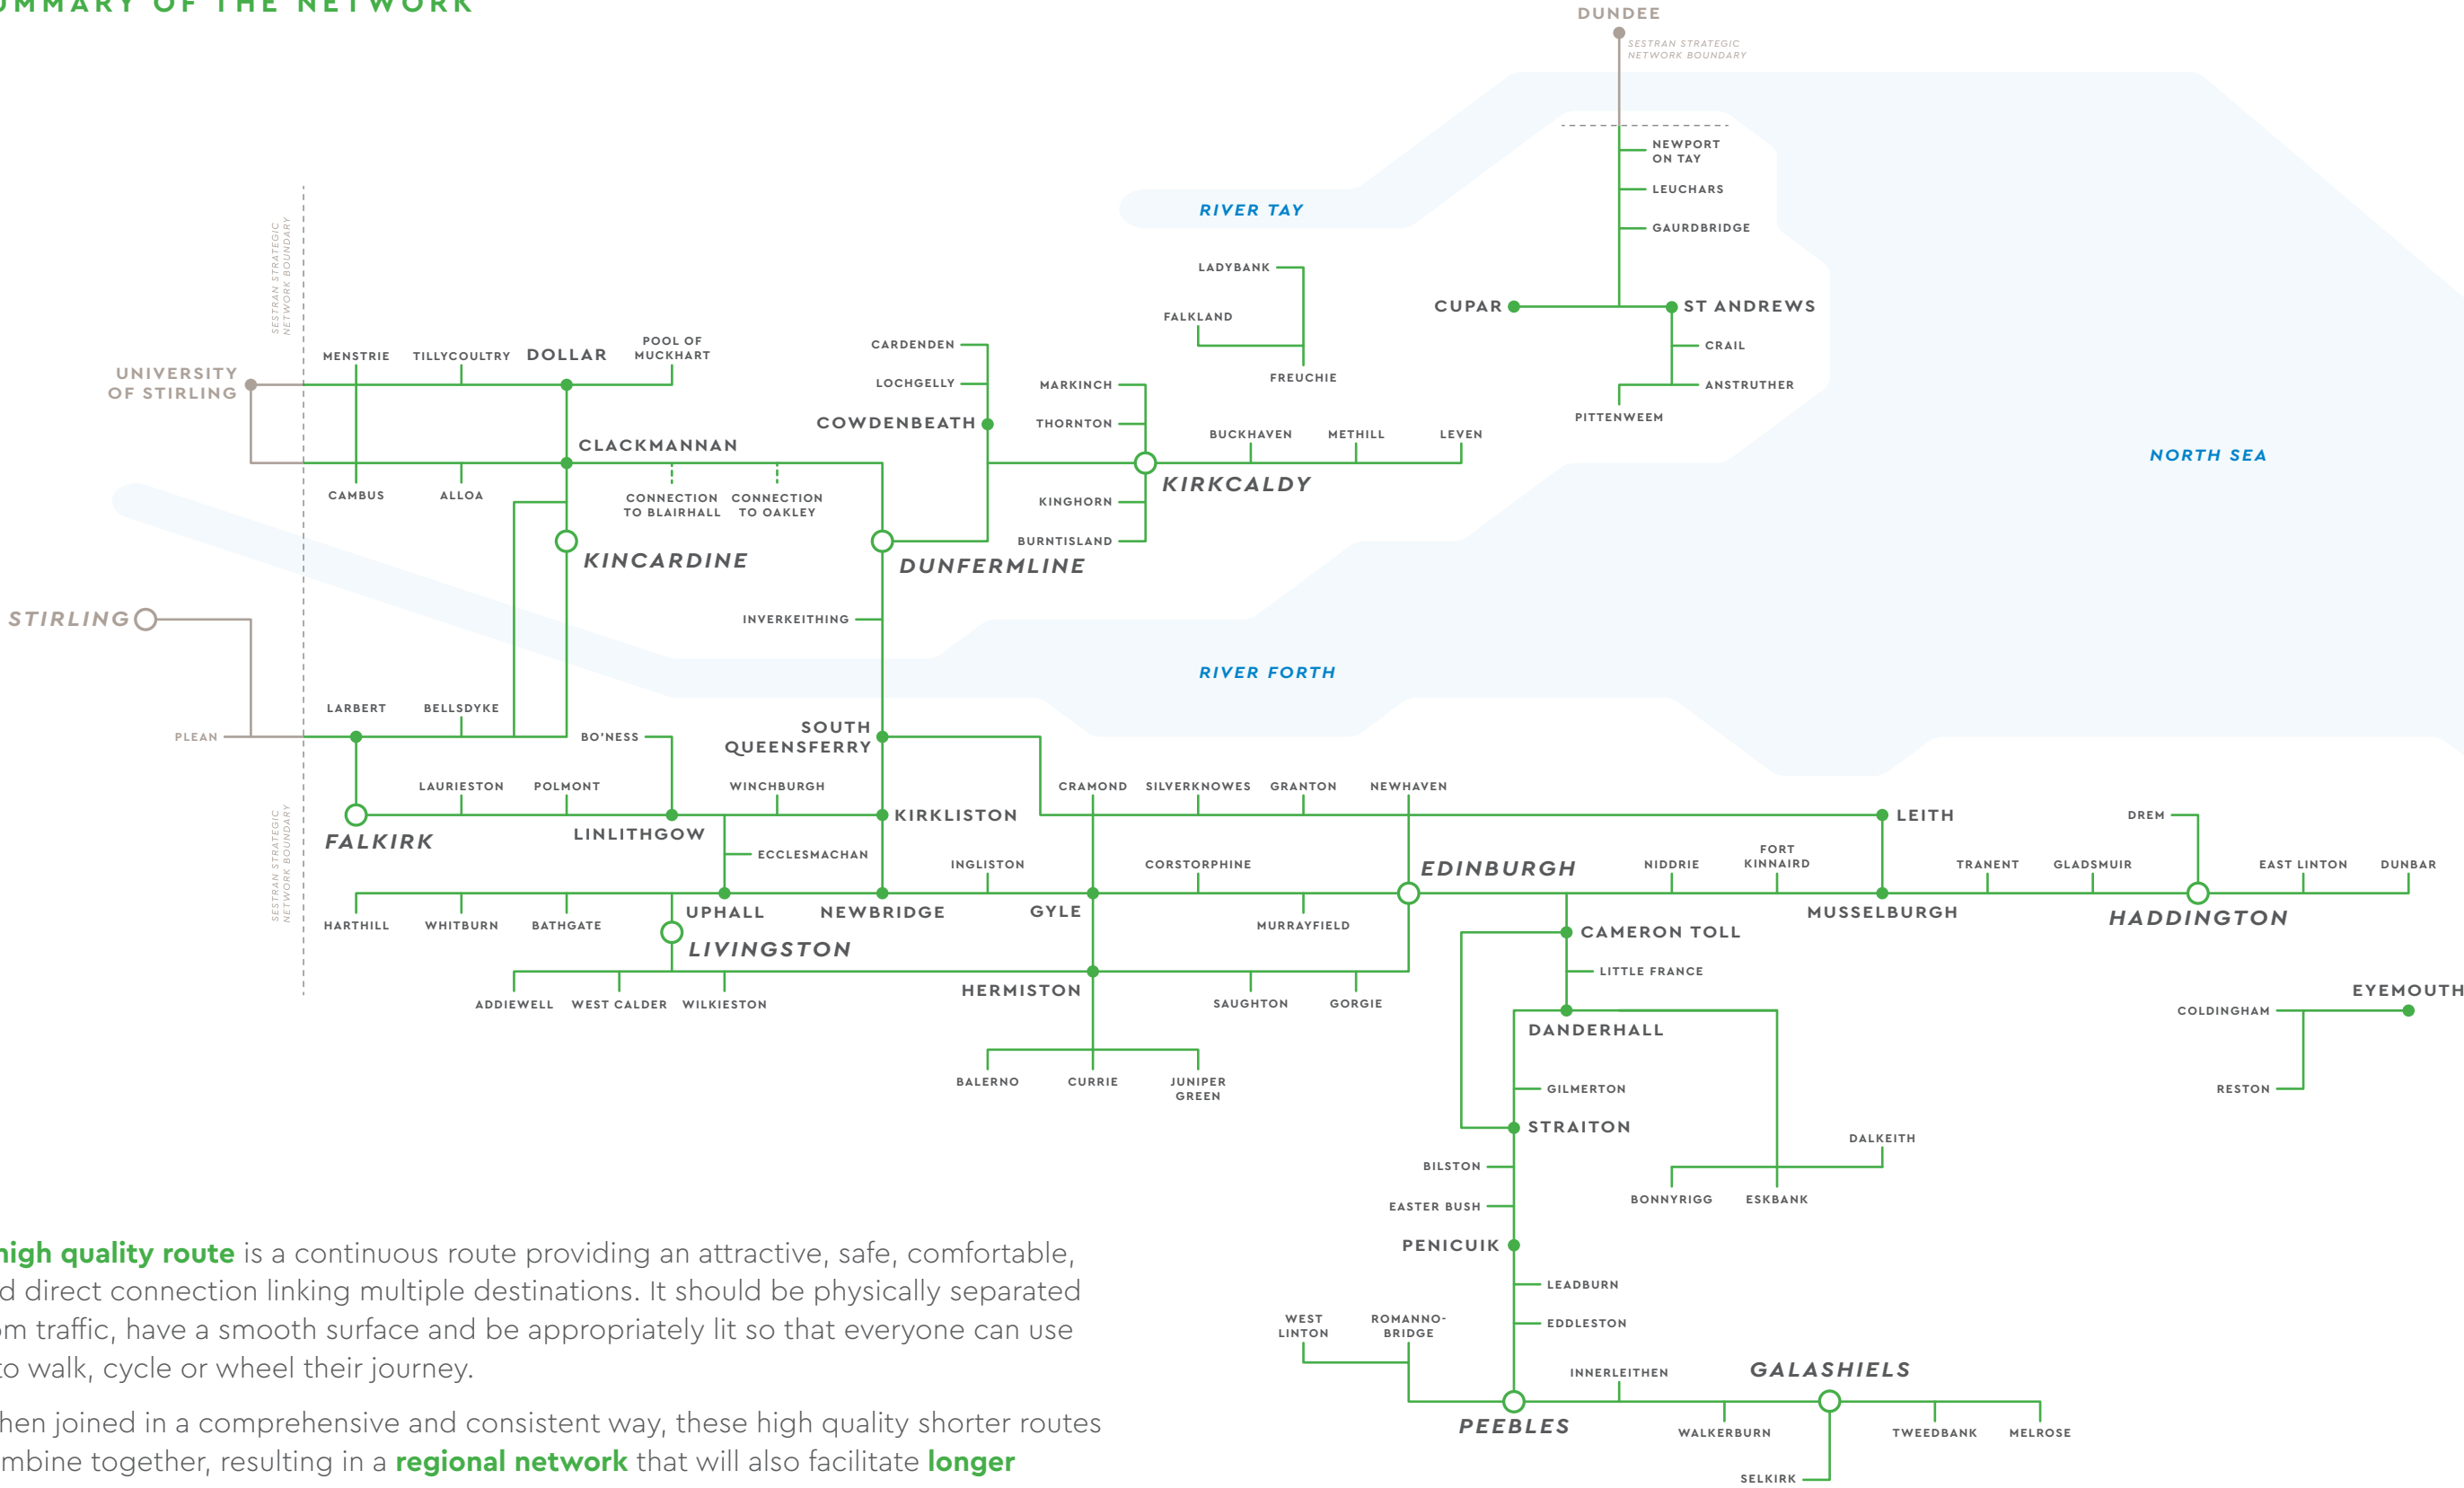 UMMARY OF THE NETWORK
DUNDEE
SESTRAN STRATEGIC
NETWORK BOUNDARY
NEWPORT
ON TAY
LEUCHARS
GAURDBRIDGE
RIVER TAY
LADYBANK
FALKLAND
FREUCHIE
CUPAR
ST ANDREWS
CRAIL
ANSTRUTHER
PITTENWEEM
SESTRAN STRATEGIC
NETWORK BOUNDARY
UNIVERSITY
OF STIRLING
MENSTRIE
TILLYCOULTRY
DOLLAR
POOL OF
MUCKHART
CARDENDEN
LOCHGELLY
COWDENBEATH
MARKINCH
THORNTON
BUCKHAVEN
METHILL
LEVEN
CLACKMANNAN
NORTH SEA
KIRKCALDY
CAMBUS
ALLOA
CONNECTION
TO BLAIRHALL
CONNECTION
TO OAKLEY
KINGHORN
BURNTISLAND
KINCARDINE
DUNFERMLINE
STIRLING
INVERKEITHING
RIVER FORTH
PLEAN
LARBERT
BELLSDYKE
BO'NESS
SOUTH
QUEENSFERRY
LAURIESTON
POLMONT
WINCHBURGH
CRAMOND
SILVERKNOWES
GRANTON
NEWHAVEN
FALKIRK
LINLITHGOW
KIRKLISTON
LEITH
DREM
SESTRAN STRATEGIC
NETWORK BOUNDARY
ECCLESMACHAN
INGLISTON
CORSTORPHINE
EDINBURGH
NIDDRIE
FORT
KINNAIRD
TRANENT
GLADSMUIR
EAST LINTON
DUNBAR
HARTHILL
WHITBURN
BATHGATE
UPHALL
NEWBRIDGE
GYLE
MURRAYFIELD
MUSSELBURGH
HADDINGTON
LIVINGSTON
CAMERON TOLL
LITTLE FRANCE
ADDIEWELL
WEST CALDER
WILKIESTON
HERMISTON
SAUGHTON
GORGIE
DANDERHALL
COLDINGHAM
EYEMOUTH
RESTON
BALERNO
CURRIE
JUNIPER
GREEN
GILMERTON
STRAITON
BILSTON
DALKEITH
BONNYRIGG
ESKBANK
EASTER BUSH
PENICUIK
LEADBURN
EDDLESTON
WEST
LINTON
ROMANNO-
BRIDGE
INNERLEITHEN
GALASHIELS
PEEBLES
WALKERBURN
TWEEDBANK
MELROSE
SELKIRK
high quality route is a continuous route providing an attractive, safe, comfortable,
d direct connection linking multiple destinations. It should be physically separated
om traffic, have a smooth surface and be appropriately lit so that everyone can use
to walk, cycle or wheel their journey.
hen joined in a comprehensive and consistent way, these high quality shorter routes
mbine together, resulting in a regional network that will also facilitate longer